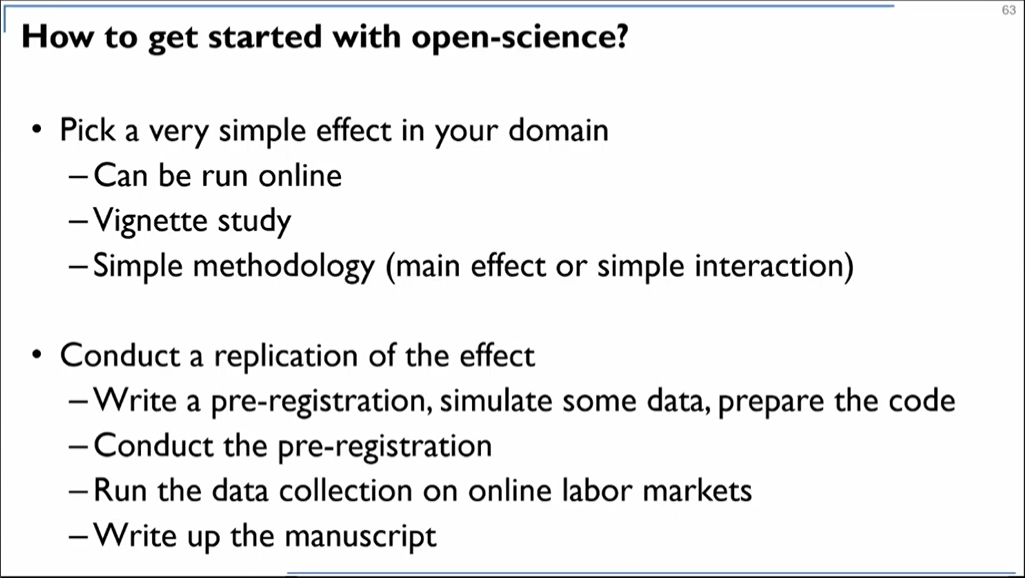 63
How to get started with open-science?
• Pick a very simple effect in your domain
–Can be run online
–Vignette study
–Simple methodology (main effect or simple interaction)
• Conduct a replication of the effect
–Write a pre-registration, simulate some data, prepare the code
–Conduct the pre-registration
–Run the data collection on online labor markets
–Write up the manuscript